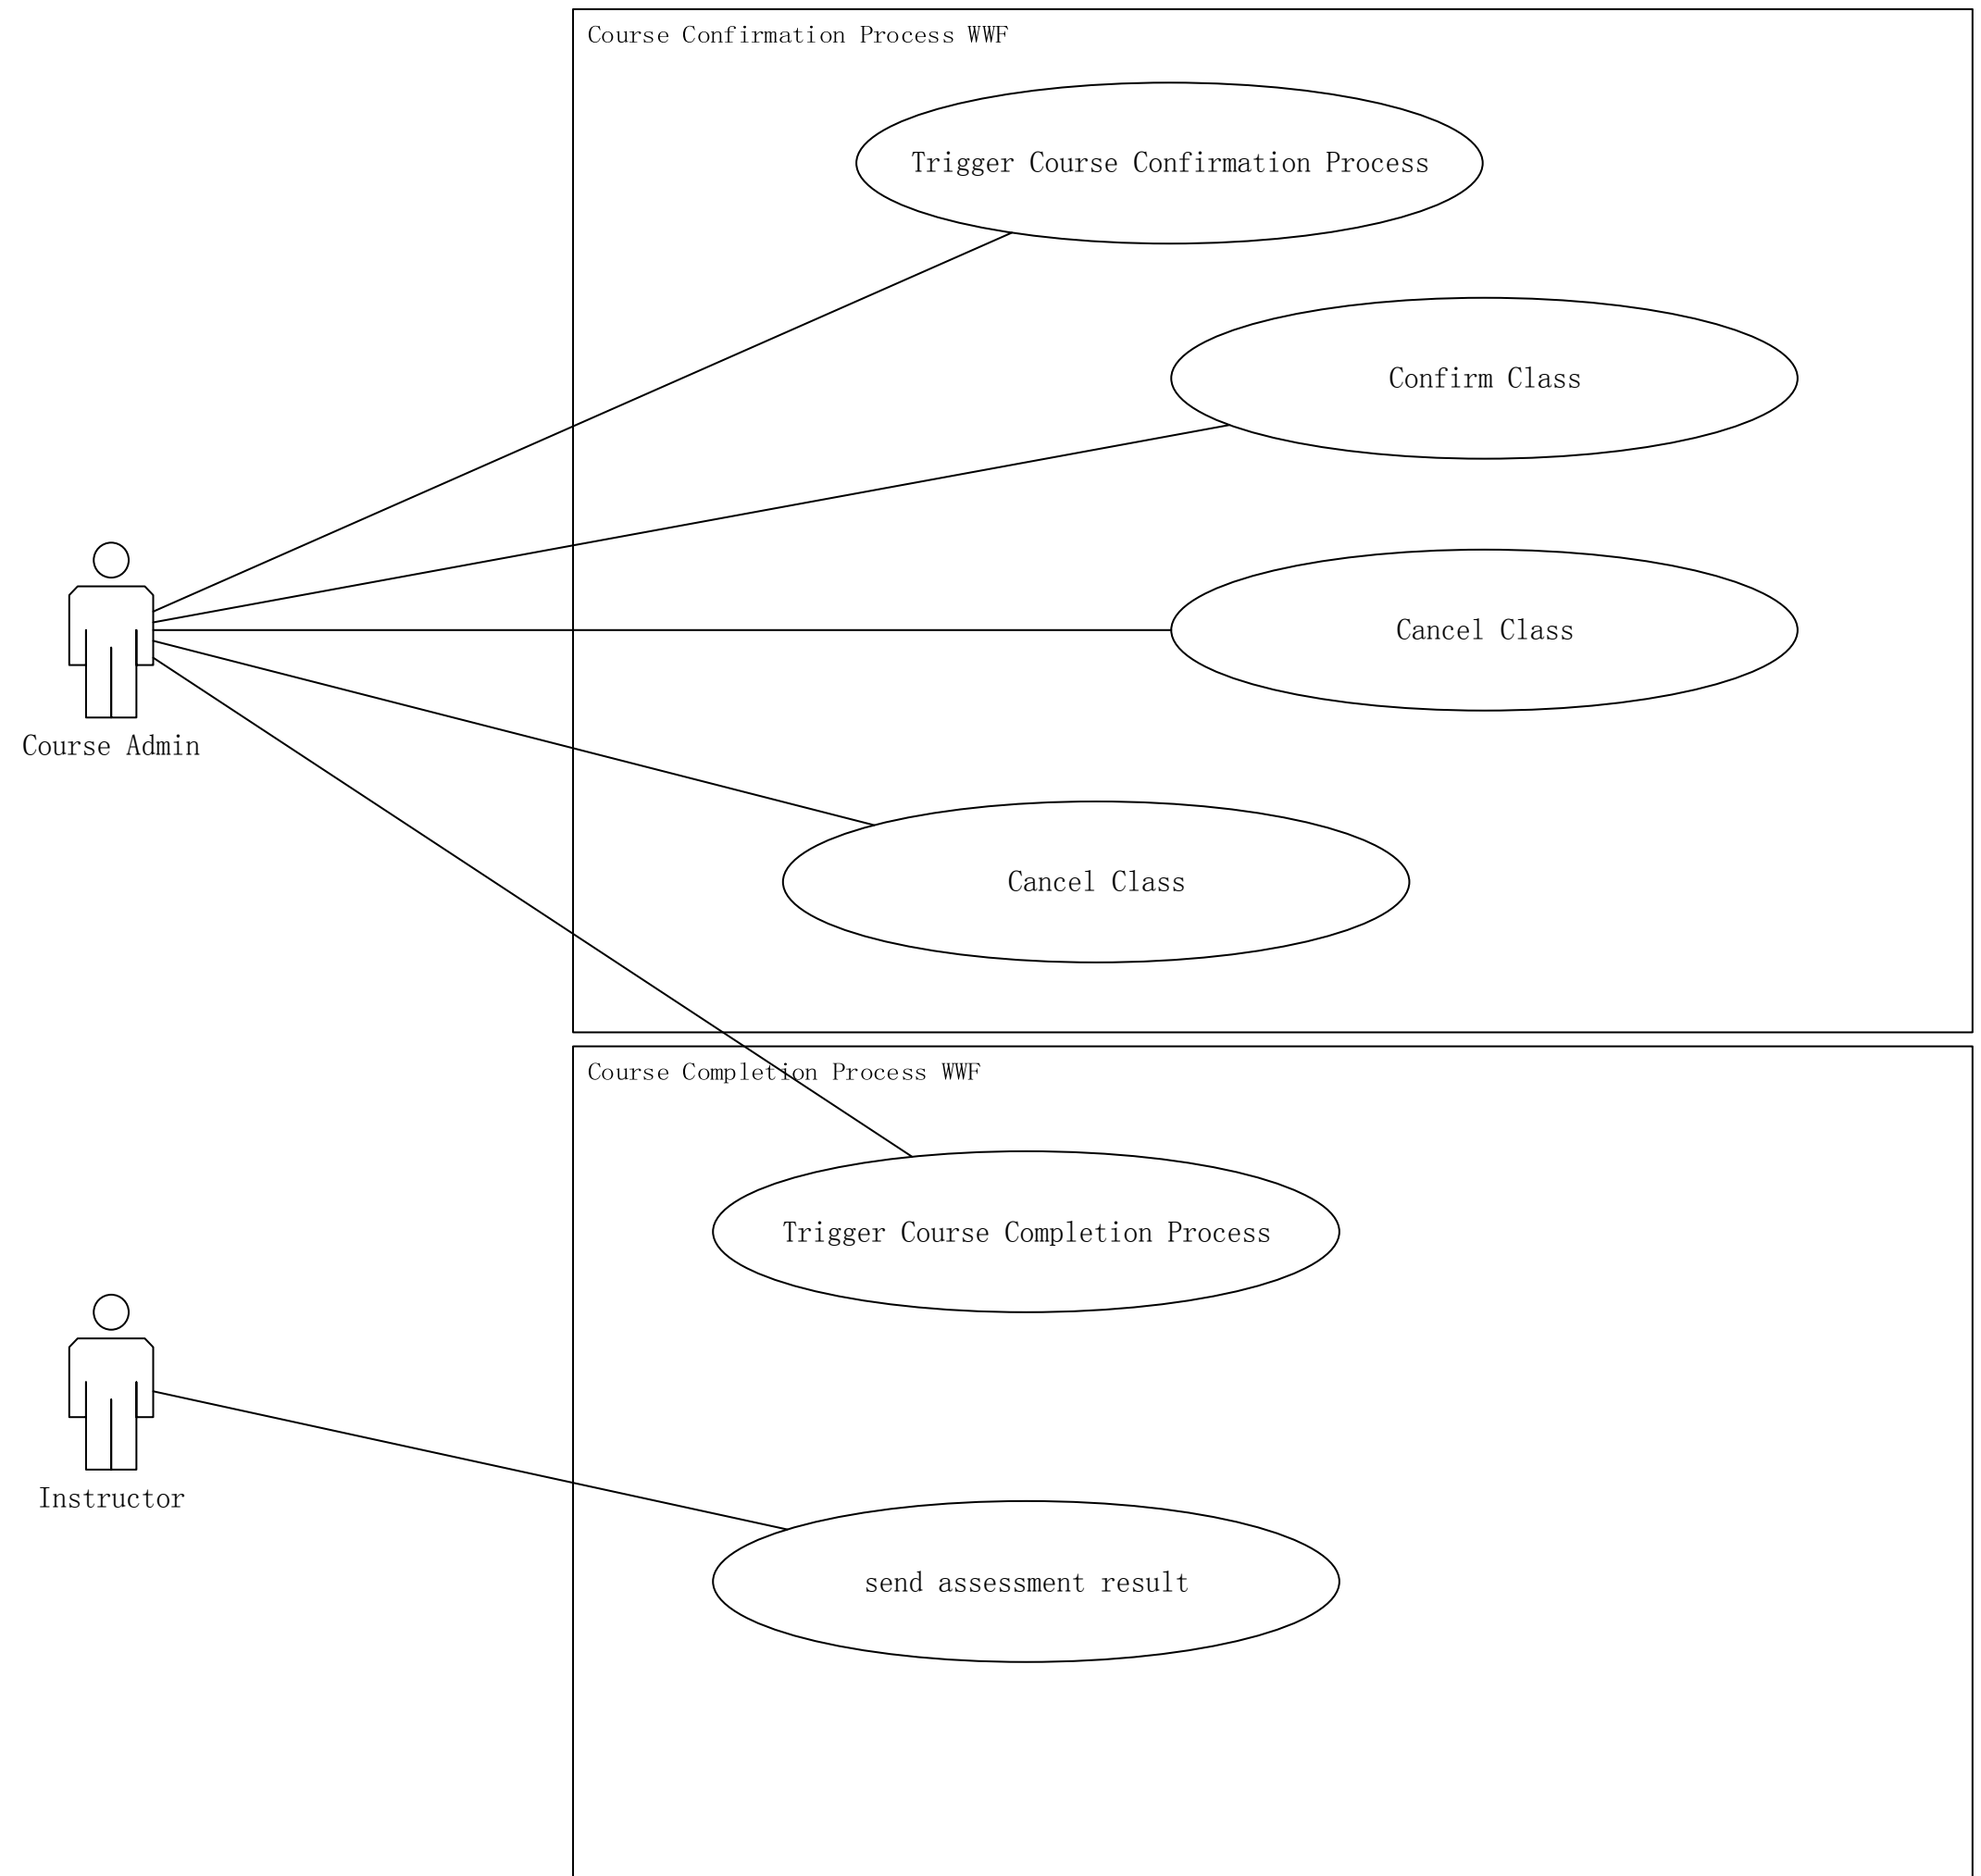 Course Confirmation Process WWF
Trigger Course Confirmation Process
Confirm Class
Cancel Class
Course Admin
Cancel Class
Course Completion Process WWF
Trigger Course Completion Process
Instructor
send assessment result